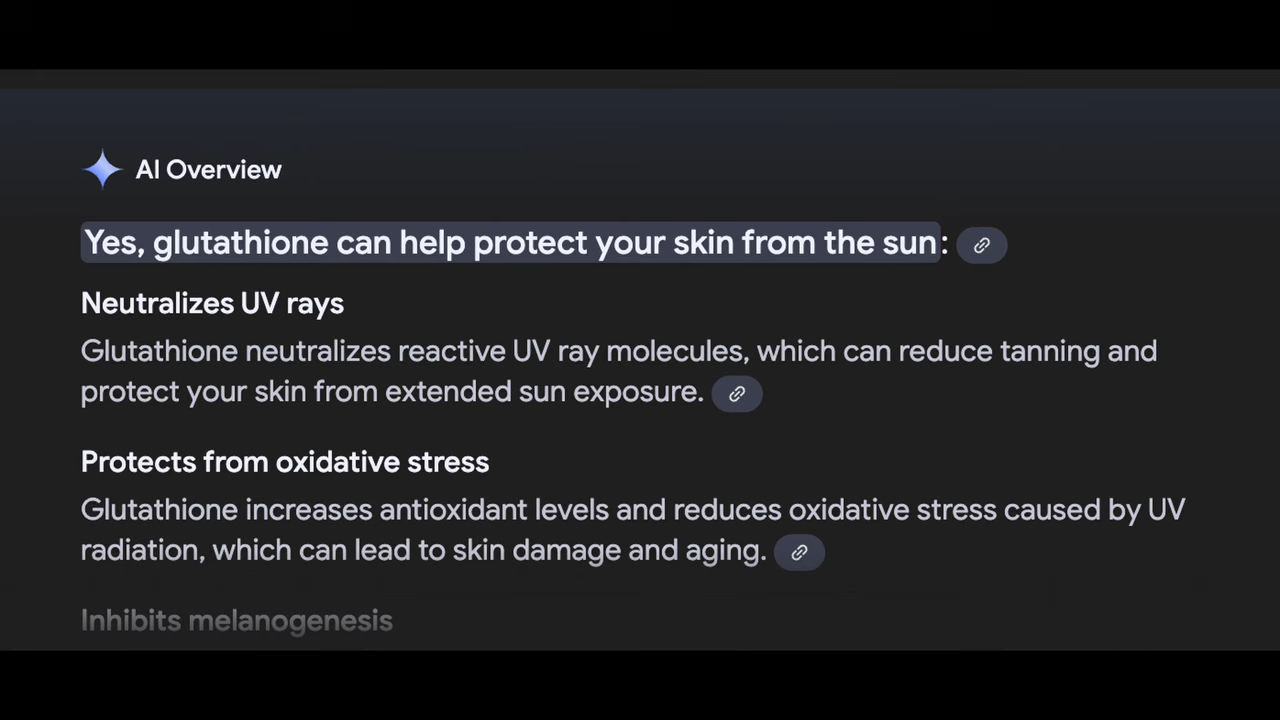 AI Overview
Yes, glutathione can help protect your skin from the sun:
Neutralizes UV rays
Glutathione neutralizes reactive UV ray molecules, which can reduce tanning and
protect your skin from extended sun exposure.
Protects from oxidative stress
Glutathione increases antioxidant levels and reduces oxidative stress caused by UV
radiation, which can lead to skin damage and aging.
Inhibits melanogenesis